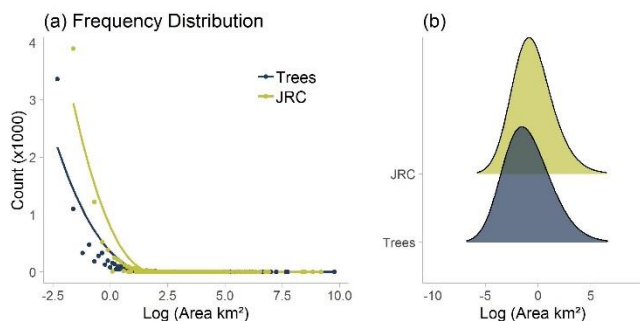 (a) Frequency Distribution
Count (x1000)
4
3
2
1
0
Trees
JRC
-2.5
0.0
2.5
5.0
7.5
10.0
Log (Area km²)
(b)
JRC
Trees
-10
-5
0
5
Log (Area km²)